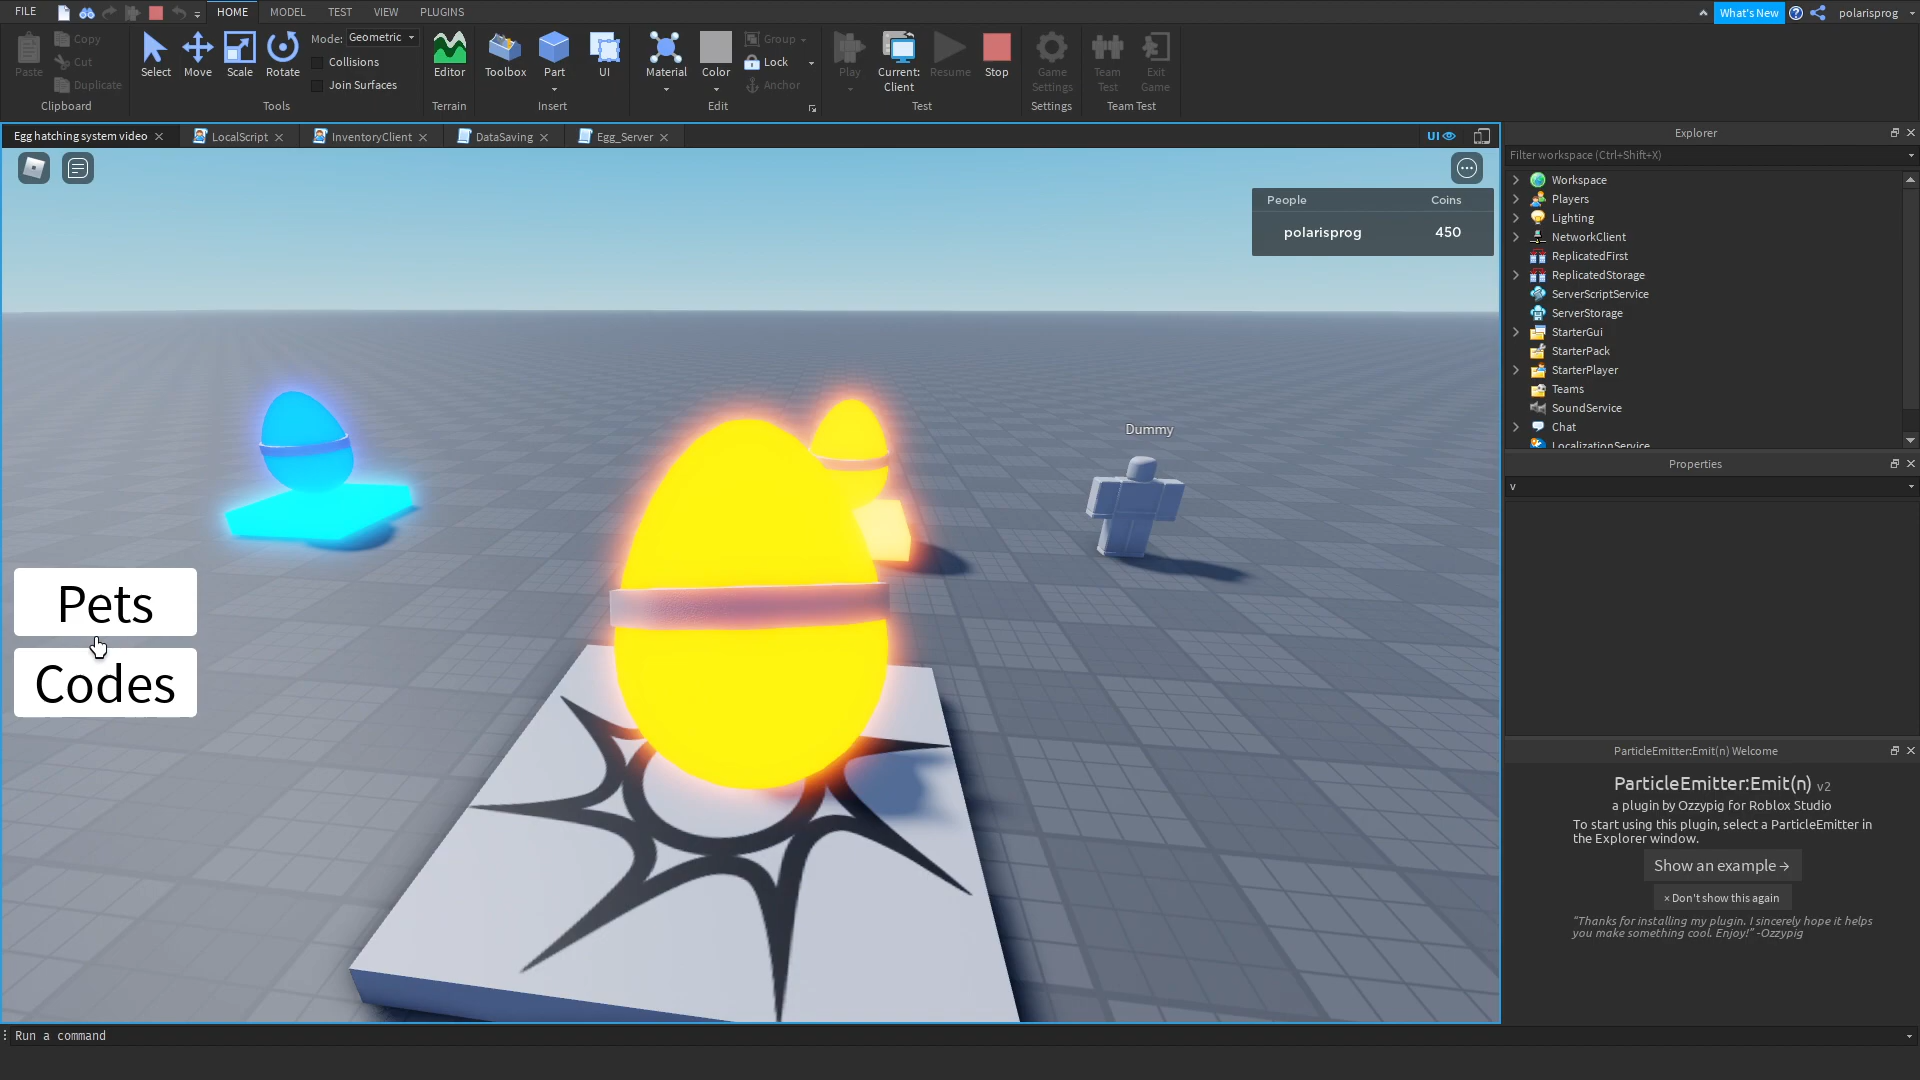 FILE HOME MODEL TEST VIEW PLUGINS What's New polarisprog
Paste Copy Cut Duplicate Clipboard
Select Move Scale Rotate Mode: Geometric Collisions Join Surfaces Tools
Editor Terrain
Toolbox Part UI Insert
Material Color Group Lock Anchor Edit
Play Current: Client Resume Stop Test
Game Settings Settings
Team Test Exit Game Team Test
Egg hatching system video LocalScript InventoryClient DataSaving Egg_Server UI
People Coins
polarisprog 450
Dummy
Pets
Codes
Explorer
Filter workspace (Ctrl+Shift+X)
Workspace
Players
Lighting
NetworkClient
ReplicatedFirst
ReplicatedStorage
ServerScriptService
ServerStorage
StarterGui
StarterPack
StarterPlayer
Teams
SoundService
Chat
LocalizationService
Properties
v
ParticleEmitter:Emit(n) Welcome
ParticleEmitter:Emit(n) v2
a plugin by Ozzypig for Roblox Studio
To start using this plugin, select a ParticleEmitter in
the Explorer window.
Show an example →
× Don't show this again
"Thanks for installing my plugin. I sincerely hope it helps
you make something cool. Enjoy!" -Ozzypig
Run a command